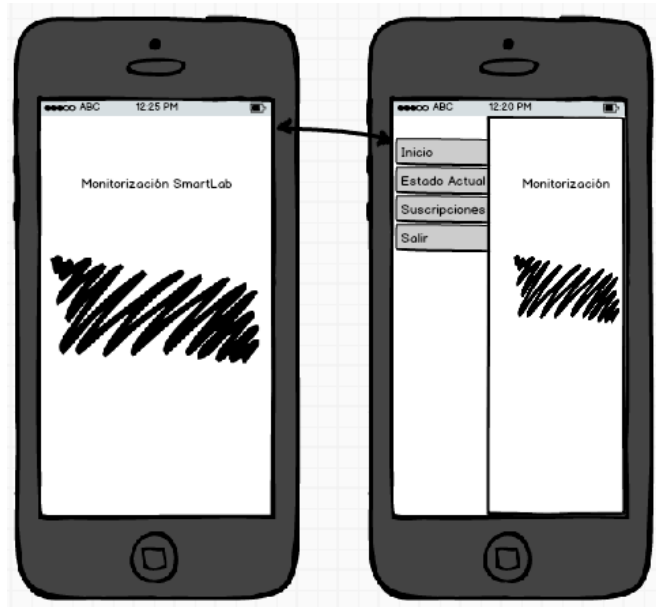 ABC 12:25 PM
Monitorización SmartLab
ABC 12:20 PM
Inicio
Estado Actual
Suscripciones
Salir
Monitorización